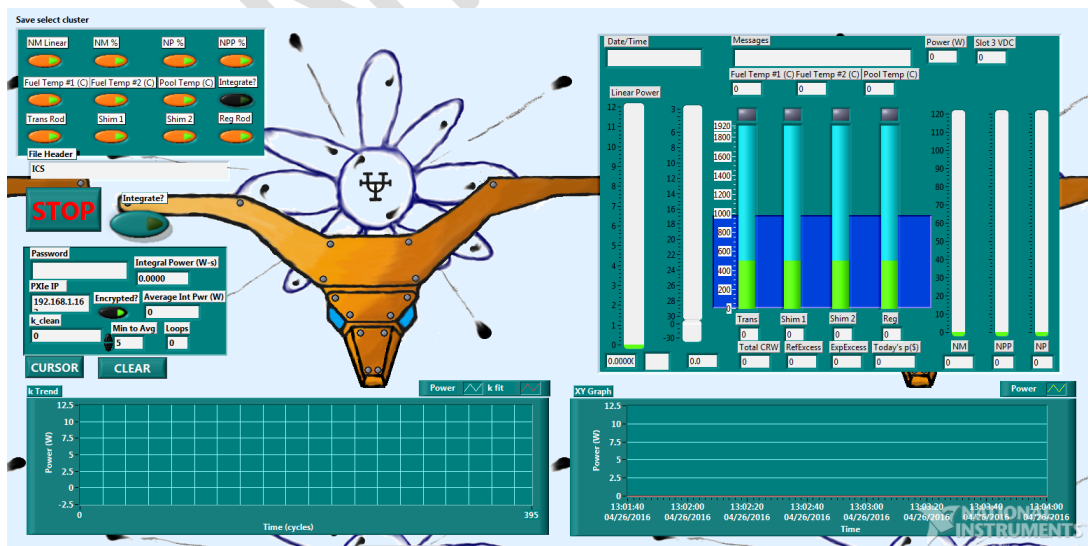 Save select cluster
NM Linear NM % NP % NPP %
Fuel Temp #1 (C) Fuel Temp #2 (C) Pool Temp (C) Integrate?
Trans Rod Shim 1 Shim 2 Reg Rod
File Header
ICS
STOP
Integrate?
Password
Integral Power (W-s)
0.0000
PXIe IP
192.168.1.16
Encrypted? Average Int Pwr (W)
0
k_clean
0
Min to Avg Loops
5 0
CURSOR CLEAR
Date/Time Messages Power (W) Slot 3 VDC
0 0
Fuel Temp #1 (C) Fuel Temp #2 (C) Pool Temp (C)
0 0 0
Linear Power
12
11
10
9
8
7
6
5
4
3
2
1
0
0.0000
3
6
10
12
16
19
22
26
28
30
0
-30
0.0
1920
1800
1600
1400
1200
1000
800
600
400
200
0
Trans Shim 1 Shim 2 Reg
0 0 0 0
Total CRW RefExcess ExpExcess Today's p($)
0 0 0 0
120
110
100
90
80
70
60
50
40
30
20
10
0
NM NPP NP
0 0 0
k Trend
Power k fit
12.5
10
7.5
5
2.5
0
-2.5
Power (W)
0 395
Time (cycles)
XY Graph
Power
12.5
10
7.5
5
2.5
0
Power (W)
13:01:40 13:02:00 13:02:20 13:02:40 13:03:00 13:03:20 13:03:40 13:04:00
04/26/2016 04/26/2016 04/26/2016 04/26/2016 04/26/2016 04/26/2016 04/26/2016 04/26/2016
Time
NATIONAL
INSTRUMENTS